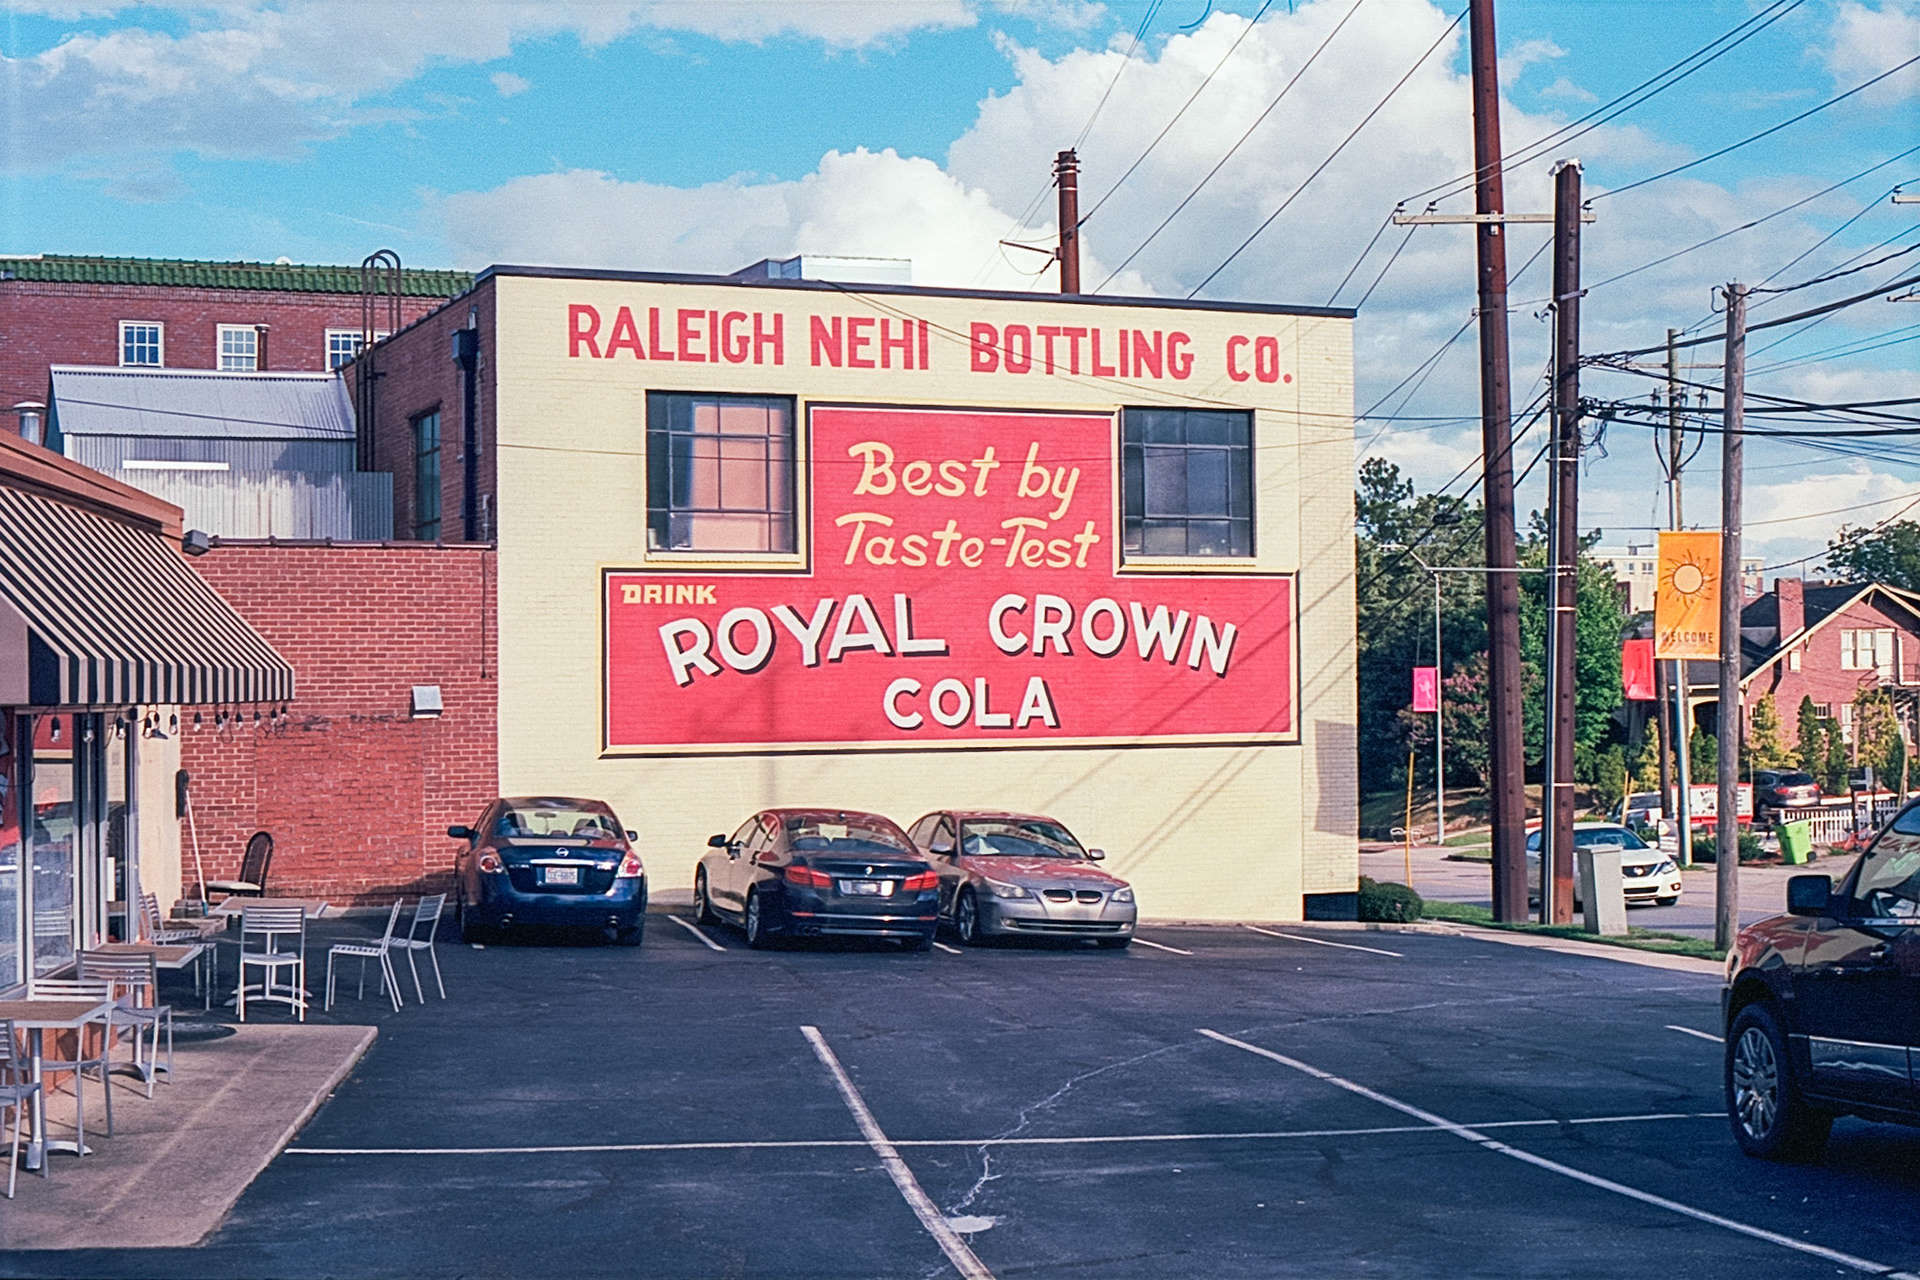 RALEIGH NEHI BOTTLING CO.
Best by
Taste-Test
DRINK
ROYAL CROWN
COLA
WELCOME